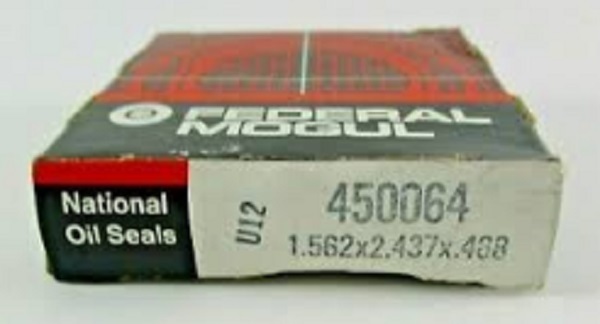 FEDERAL
MOGUL
National
Oil Seals
U12
450064
1.562x2.437x.468